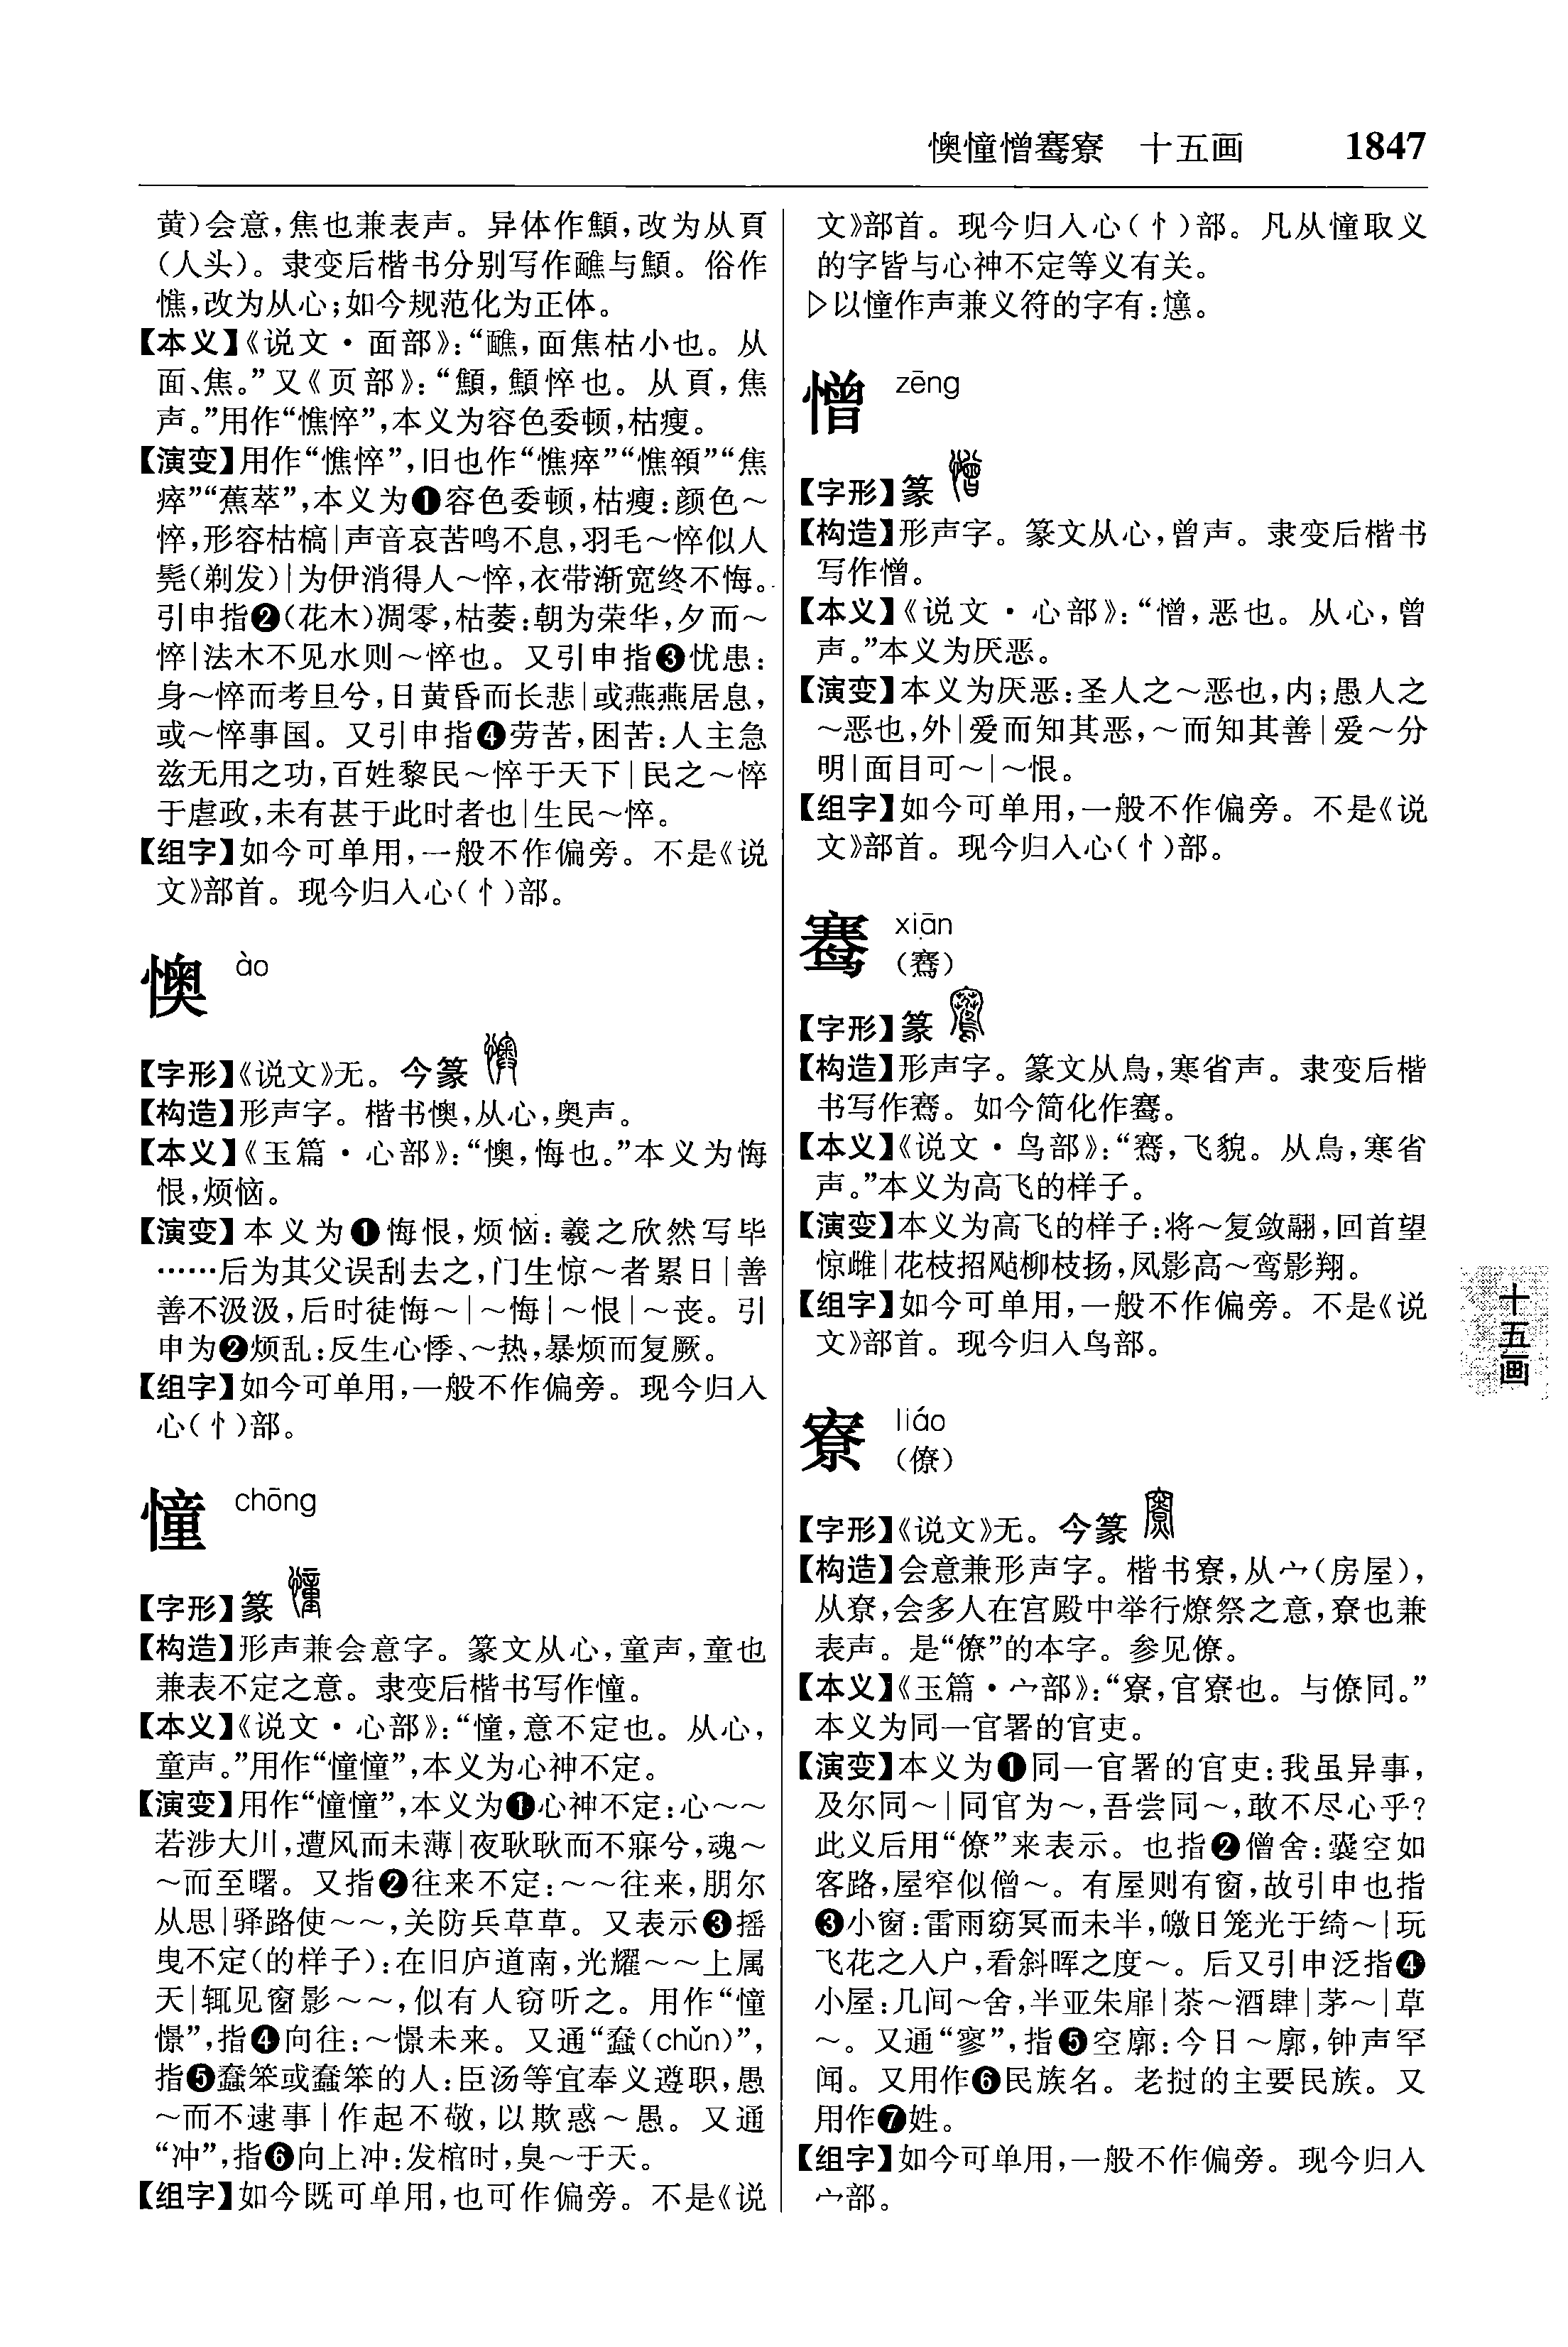 懊憧憎骞寮 十五画 1847
黄）会意，焦也兼表声。异体作顦，改为从頁
（人头）。隶变后楷书分别写作醮与顦。俗作
憔，改为从心；如今规范化为正体。
【本义】《说文·面部》：“醮，面焦枯小也。从
面、焦。”又《页部》：“顦，顦悴也。从頁，焦
声。”用作“憔悴”，本义为容色委顿，枯瘦。
【演变】用作“憔悴”，旧也作“憔瘁”“憔顇”“焦
瘁”“蕉萃”，本义为❶容色委顿，枯瘦：颜色～
悴，形容枯槁|声音哀苦鸣不息，羽毛～悴似人
髡（剃发）|为伊消得人～悴，衣带渐宽终不悔。
引申指❷（花木）凋零，枯萎：朝为荣华，夕而～
悴|法木不见水则～悴也。又引申指❸忧患：
身～悴而考旦兮，日黄昏而长悲|或燕燕居息，
或～悴事国。又引申指❹劳苦，困苦：人主急
兹无用之功，百姓黎民～悴于天下|民之～悴
于虐政，未有甚于此时者也|生民～悴。
【组字】如今可单用，一般不作偏旁。不是《说
文》部首。现今归入心（忄）部。
懊 ào
【字形】《说文》无。今篆
【构造】形声字。楷书懊，从心，奥声。
【本义】《玉篇·心部》：“懊，悔也。”本义为悔
恨，烦恼。
【演变】本义为❶悔恨，烦恼：羲之欣然写毕
……后为其父误刮去之，门生惊～者累日|善
善不汲汲，后时徒悔～|～悔|～恨|～丧。引
申为❷烦乱：反生心悸、～热，暴烦而复厥。
【组字】如今可单用，一般不作偏旁。现今归入
心（忄）部。
憧 chōng
【字形】篆
【构造】形声兼会意字。篆文从心，童声，童也
兼表不定之意。隶变后楷书写作憧。
【本义】《说文·心部》：“憧，意不定也。从心，
童声。”用作“憧憧”，本义为心神不定。
【演变】用作“憧憧”，本义为❶心神不定：心～～
若涉大川，遭风而未薄|夜耿耿而不寐兮，魂～
～而至曙。又指❷往来不定：～～往来，朋尔
从思|驿路使～～，关防兵草草。又表示❸摇
曳不定（的样子）：在旧庐道南，光耀～～上属
天|辄见窗影～～，似有人窃听之。用作“憧
憬”，指❹向往：～憬未来。又通“蠢（chǔn）”，
指❺蠢笨或蠢笨的人：臣汤等宜奉义遵职，愚
～而不逮事|作起不敬，以欺惑～愚。又通
“冲”，指❻向上冲：发棺时，臭～于天。
【组字】如今既可单用，也可作偏旁。不是《说
文》部首。现今归入心（忄）部。凡从憧取义
的字皆与心神不定等义有关。
▷以憧作声兼义符的字有：㦟。
憎 zēng
【字形】篆
【构造】形声字。篆文从心，曾声。隶变后楷书
写作憎。
【本义】《说文·心部》：“憎，恶也。从心，曾
声。”本义为厌恶。
【演变】本义为厌恶：圣人之～恶也，内；愚人之
～恶也，外|爱而知其恶，～而知其善|爱～分
明|面目可～|～恨。
【组字】如今可单用，一般不作偏旁。不是《说
文》部首。现今归入心（忄）部。
鶱 xiān
（鶱）
【字形】篆
【构造】形声字。篆文从鳥，寒省声。隶变后楷
书写作鶱。如今简化作鶱。
【本义】《说文·鸟部》：“鶱，飞貌。从鳥，寒省
声。”本义为高飞的样子。
【演变】本义为高飞的样子：将～复敛翮，回首望
惊雌|花枝招飐柳枝扬，凤影高～鸾影翔。
【组字】如今可单用，一般不作偏旁。不是《说
文》部首。现今归入鸟部。
寮 liáo
（僚）
【字形】《说文》无。今篆
【构造】会意兼形声字。楷书寮，从宀（房屋），
从尞，会多人在宫殿中举行燎祭之意，尞也兼
表声。是“僚”的本字。参见僚。
【本义】《玉篇·宀部》：“寮，官寮也。与僚同。”
本义为同一官署的官吏。
【演变】本义为❶同一官署的官吏：我虽异事，
及尔同～|同官为～，吾尝同～，敢不尽心乎？
此义后用“僚”来表示。也指❷僧舍：橐空如
客路，屋窄似僧～。有屋则有窗，故引申也指
❸小窗：雷雨窈冥而未半，皦日笼光于绮～|玩
飞花之入户，看斜晖之度～。后又引申泛指❹
小屋：几间～舍，半亚朱扉|茶～酒肆|茅～|草
～。又通“寥”，指❺空廓：今日～廓，钟声罕
闻。又用作❻民族名。老挝的主要民族。又
用作❼姓。
【组字】如今可单用，一般不作偏旁。现今归入
宀部。
十五画